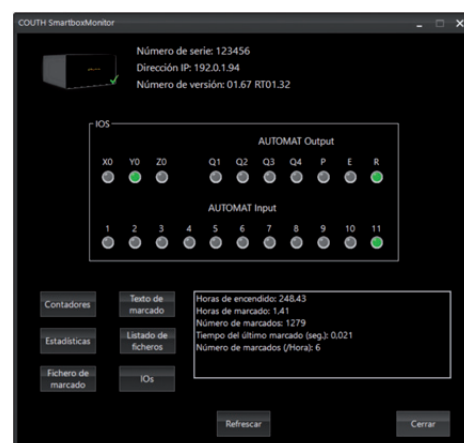 COUTH SmartboxMonitor
Número de serie: 123456
Dirección IP: 192.0.1.94
Número de versión: 01.67 RT01.32
IOS
AUTOMAT Output
X0 Y0 Z0 Q1 Q2 Q3 Q4 P E R
AUTOMAT Input
1 2 3 4 5 6 7 8 9 10 11
Contadores
Texto de
marcado
Estadísticas
Listado de
ficheros
Fichero de
marcado
IOs
Horas de encendido: 248.43
Horas de marcado: 1,41
Número de marcados: 1279
Tiempo del último marcado (seg.): 0,021
Número de marcados (/Hora): 6
Refrescar
Cerrar